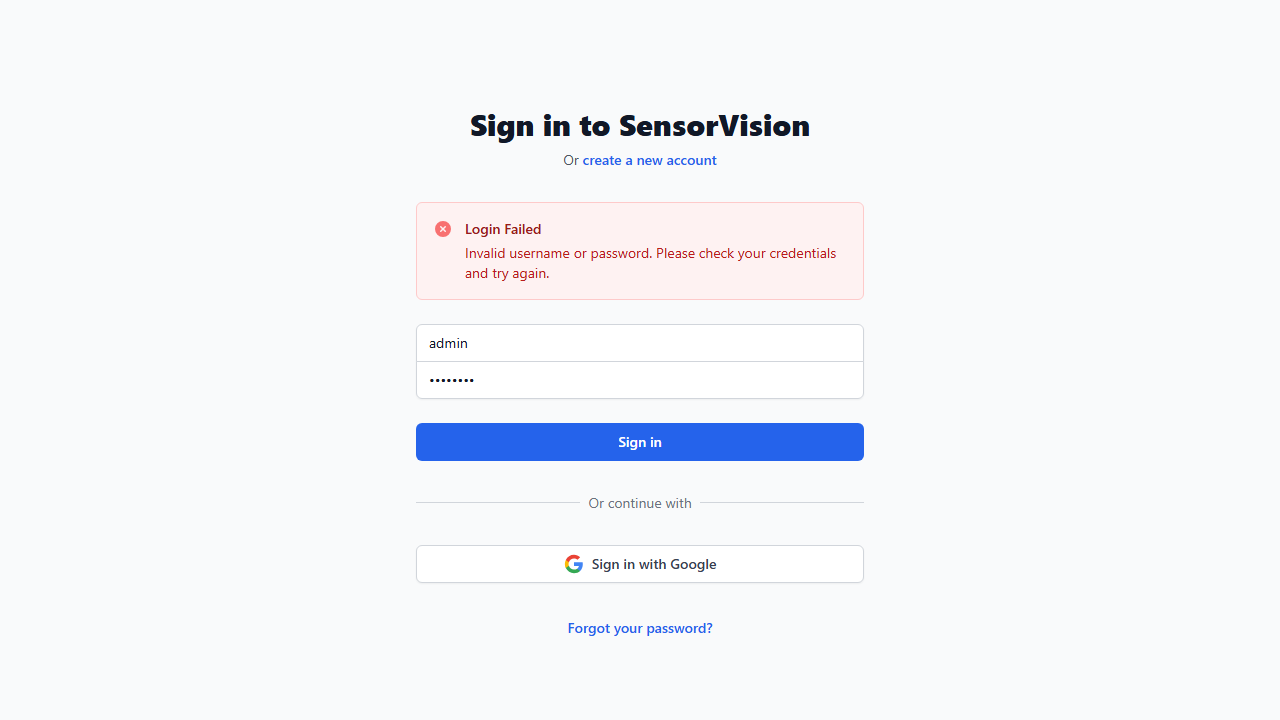 Sign in to SensorVision
Or create a new account
Login Failed
Invalid username or password. Please check your credentials
and try again.
admin
••••••••
Sign in
Or continue with
Sign in with Google
Forgot your password?